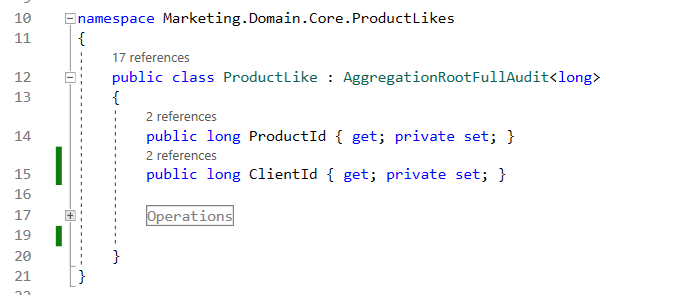 10 namespace Marketing.Domain.Core.ProductLikes
11 {
17 references
12 public class ProductLike : AggregationRootFullAudit<long>
13 {
2 references
14 public long ProductId { get; private set; }
2 references
15 public long ClientId { get; private set; }
16
17 Operations
19
20 }
21 }